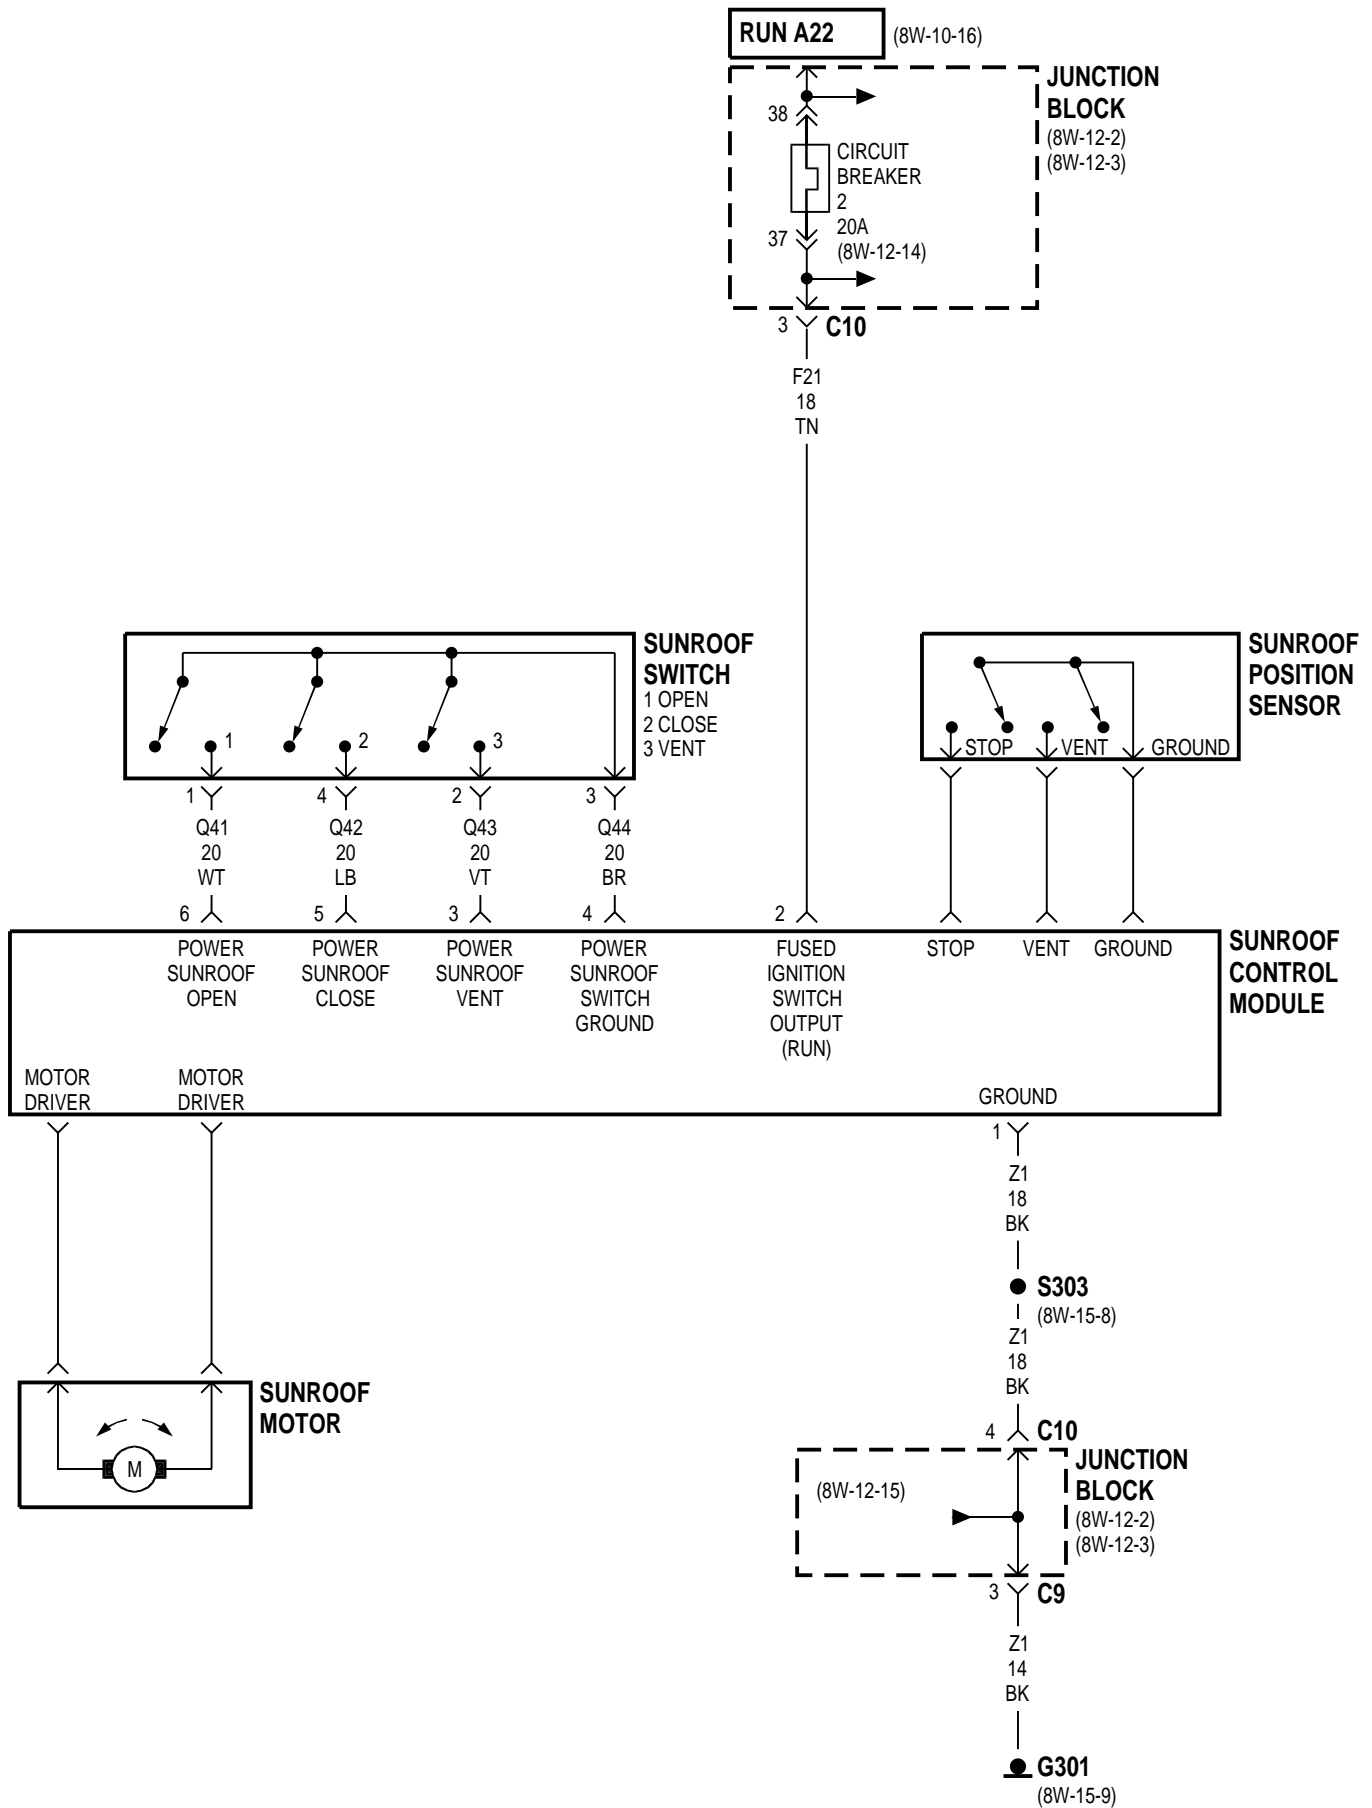 RUN A22
(8W-10-16)
JUNCTION
BLOCK
(8W-12-2)
(8W-12-3)
38
CIRCUIT
BREAKER
2
20A
(8W-12-14)
37
3
C10
F21
18
TN
SUNROOF
SWITCH
1 OPEN
2 CLOSE
3 VENT
1
2
3
SUNROOF
POSITION
SENSOR
STOP
VENT
GROUND
1
4
2
3
Q41
20
WT
Q42
20
LB
Q43
20
VT
Q44
20
BR
6
5
3
4
2
POWER
SUNROOF
OPEN
POWER
SUNROOF
CLOSE
POWER
SUNROOF
VENT
POWER
SUNROOF
SWITCH
GROUND
FUSED
IGNITION
SWITCH
OUTPUT
(RUN)
STOP
VENT
GROUND
SUNROOF
CONTROL
MODULE
MOTOR
DRIVER
MOTOR
DRIVER
GROUND
1
Z1
18
BK
S303
(8W-15-8)
Z1
18
BK
SUNROOF
MOTOR
M
4
C10
JUNCTION
BLOCK
(8W-12-2)
(8W-12-3)
(8W-12-15)
3
C9
Z1
14
BK
G301
(8W-15-9)